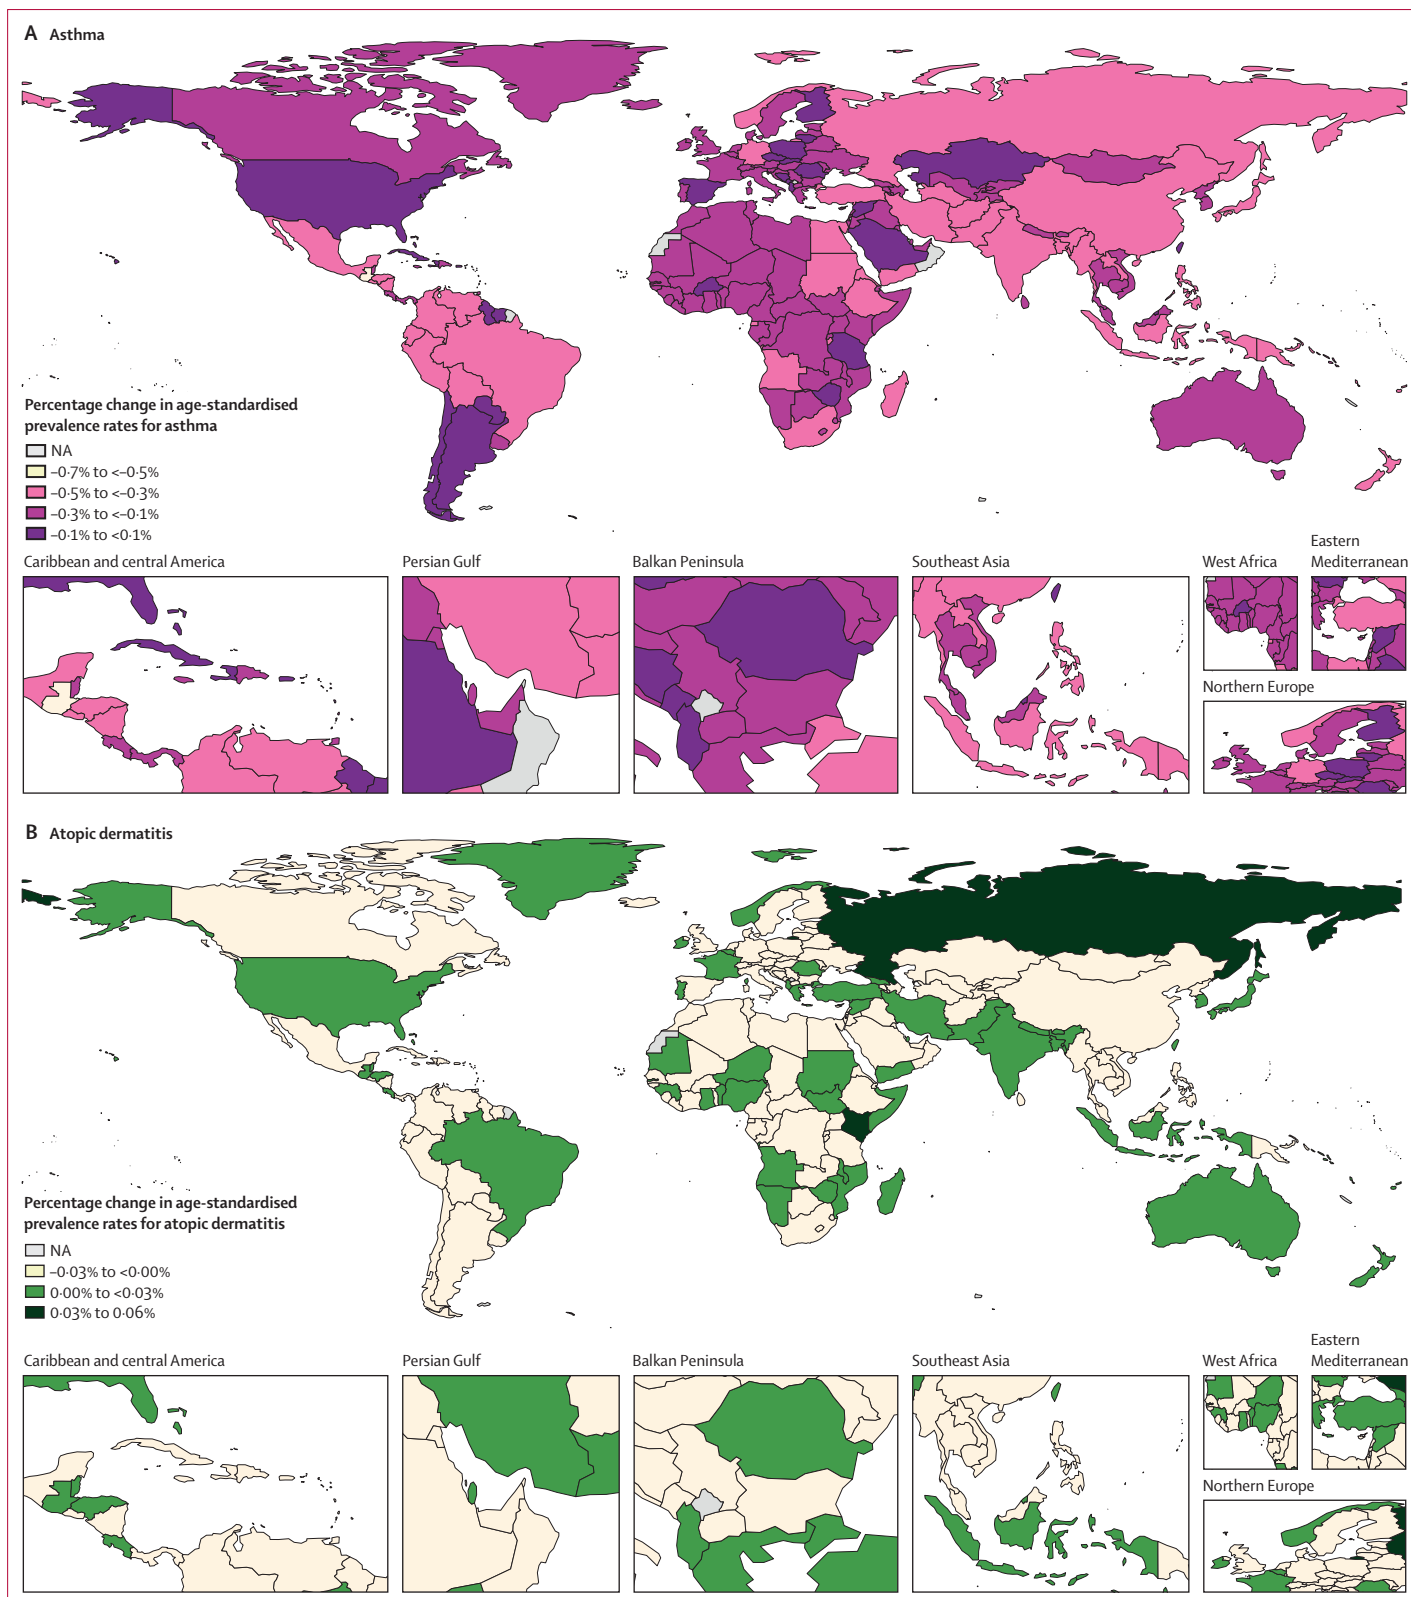 A Asthma
Percentage change in age-standardised
prevalence rates for asthma
NA
–0·7% to <–0·5%
–0·5% to <–0·3%
–0·3% to <–0·1%
–0·1% to <0·1%
Caribbean and central America
Persian Gulf
Balkan Peninsula
Southeast Asia
West Africa
Eastern
Mediterranean
Northern Europe
B Atopic dermatitis
Percentage change in age-standardised
prevalence rates for atopic dermatitis
NA
–0·03% to <0·00%
0·00% to <0·03%
0·03% to 0·06%
Caribbean and central America
Persian Gulf
Balkan Peninsula
Southeast Asia
West Africa
Eastern
Mediterranean
Northern Europe